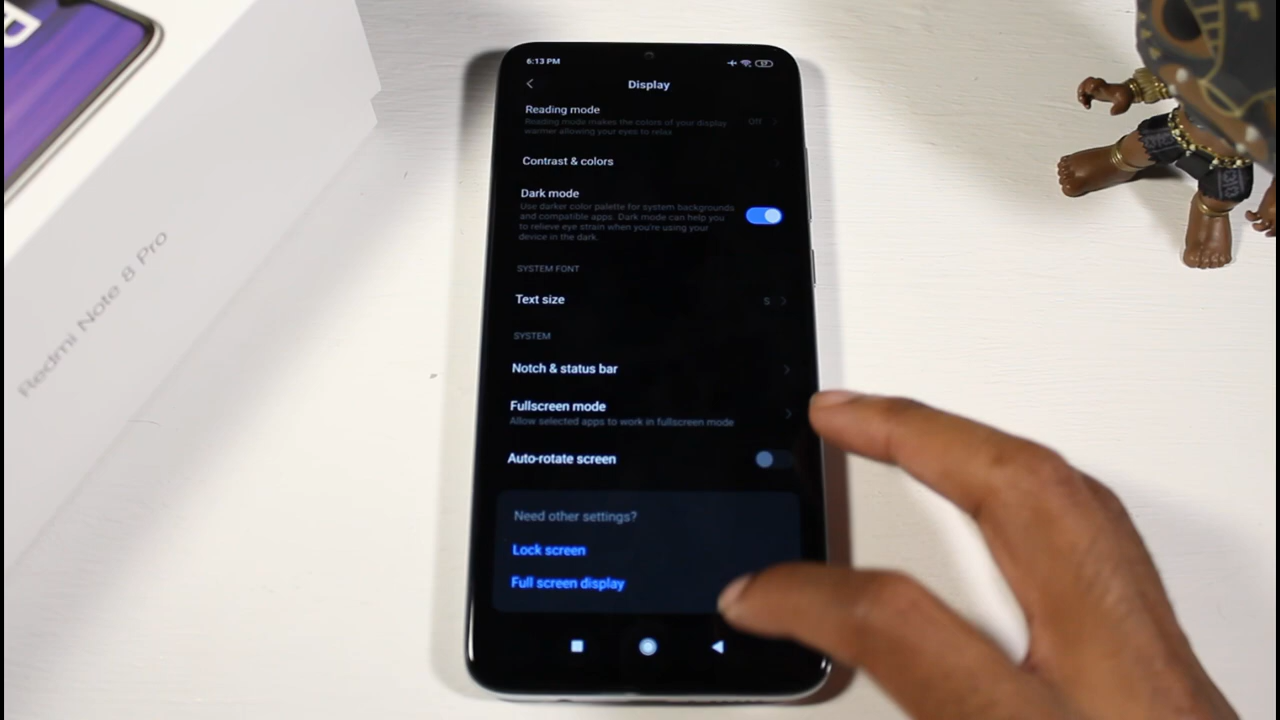 Redmi Note 8 Pro
6:13 PM
57
Display
Reading mode
Reading mode makes the colors of your display
warmer allowing your eyes to relax
Off
Contrast & colors
Dark mode
Use darker color palette for system backgrounds
and compatible apps. Dark mode can help you
to relieve eye strain when you're using your
device in the dark.
SYSTEM FONT
Text size
S
SYSTEM
Notch & status bar
Fullscreen mode
Allow selected apps to work in fullscreen mode
Auto-rotate screen
Need other settings?
Lock screen
Full screen display